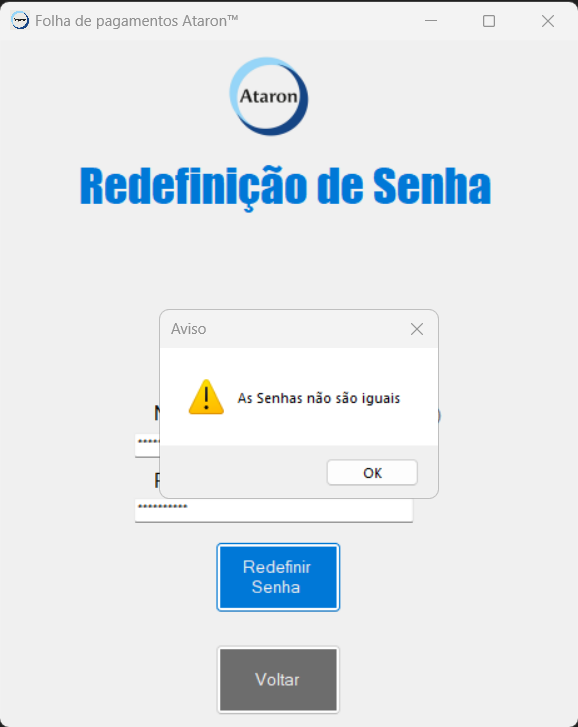 Folha de pagamentos Ataron™
Ataron
Redefinição de Senha
Aviso
As Senhas não são iguais
OK
**********
Redefinir
Senha
Voltar